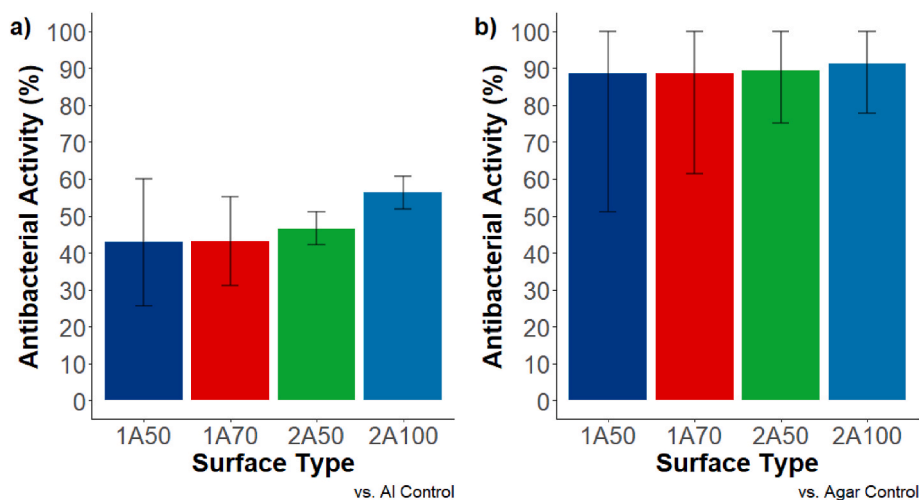 a)
Antibacterial Activity (%)
100
90
80
70
60
50
40
30
20
10
0
1A50 1A70 2A50 2A100
Surface Type
vs. Al Control
b)
Antibacterial Activity (%)
100
90
80
70
60
50
40
30
20
10
0
1A50 1A70 2A50 2A100
Surface Type
vs. Agar Control